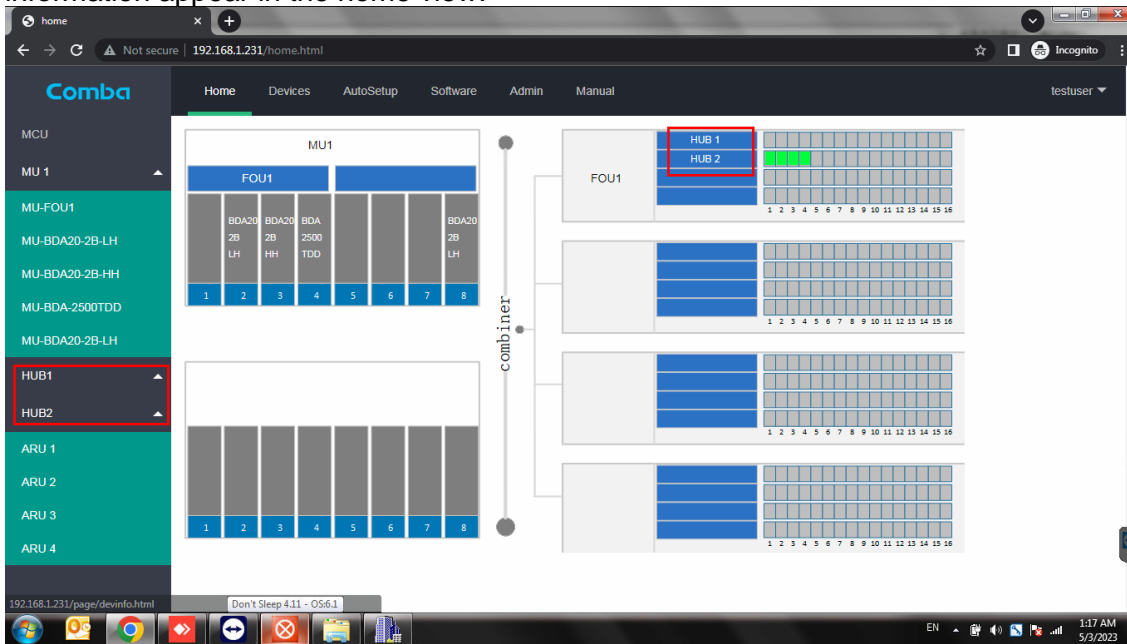 home
Not secure | 192.168.1.231/home.html
Incognito
Comba
Home Devices AutoSetup Software Admin Manual
testuser
MCU
MU 1
MU-FOU1
MU-BDA20-2B-LH
MU-BDA20-2B-HH
MU-BDA-2500TDD
MU-BDA20-2B-LH
HUB1
HUB2
ARU 1
ARU 2
ARU 3
ARU 4
MU1
FOU1
BDA20
2B
LH
BDA20
2B
HH
BDA
2500
TDD
BDA20
2B
LH
1 2 3 4 5 6 7 8
1 2 3 4 5 6 7 8
combiner
FOU1
HUB 1
HUB 2
1 2 3 4 5 6 7 8 9 10 11 12 13 14 15 16
1 2 3 4 5 6 7 8 9 10 11 12 13 14 15 16
1 2 3 4 5 6 7 8 9 10 11 12 13 14 15 16
1 2 3 4 5 6 7 8 9 10 11 12 13 14 15 16
192.168.1.231/page/devinfo.html
Don't Sleep 4.11 - OS:6.1
EN
1:17 AM
5/3/2023